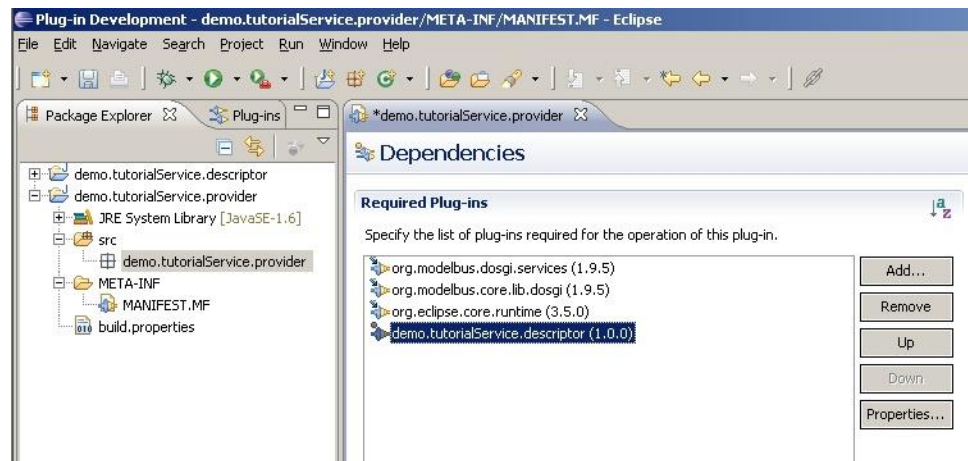 Plug-in Development - demo.tutorialService.provider/META-INF/MANIFEST.MF - Eclipse
File Edit Navigate Search Project Run Window Help
Package Explorer Plug-ins
*demo.tutorialService.provider
demo.tutorialService.descriptor
demo.tutorialService.provider
JRE System Library [JavaSE-1.6]
src
demo.tutorialService.provider
META-INF
MANIFEST.MF
010
build.properties
Dependencies
Required Plug-ins
a
z
Specify the list of plug-ins required for the operation of this plug-in.
org.modelbus.dosgi.services (1.9.5)
org.modelbus.core.lib.dosgi (1.9.5)
org.eclipse.core.runtime (3.5.0)
demo.tutorialService.descriptor (1.0.0)
Add...
Remove
Up
Down
Properties...